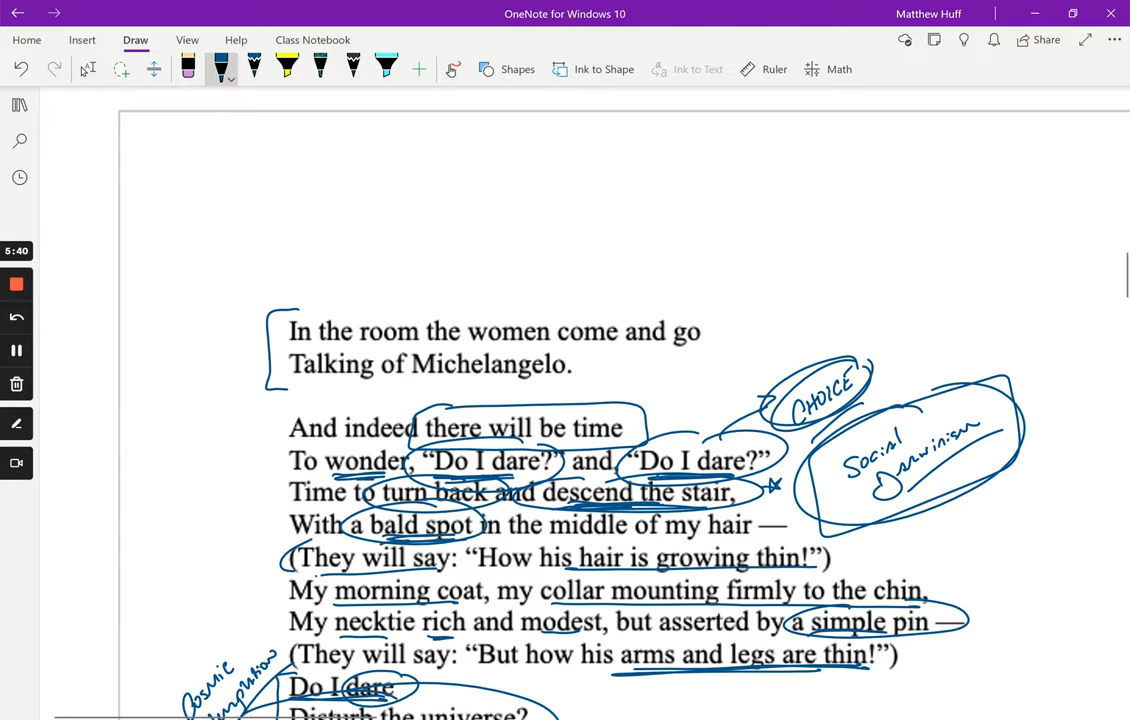 OneNote for Windows 10
Matthew Huff
Home Insert Draw View Help Class Notebook
Share
Shapes
Ink to Shape
Ink to Text
Ruler
Math
5:40
In the room the women come and go
Talking of Michelangelo.
CHOICE
Social
Darwinism
And indeed there will be time
To wonder, “Do I dare?” and, “Do I dare?”
Time to turn back and descend the stair,
With a bald spot in the middle of my hair —
(They will say: “How his hair is growing thin!”)
My morning coat, my collar mounting firmly to the chin,
My necktie rich and modest, but asserted by a simple pin —
(They will say: “But how his arms and legs are thin!”)
Cosmic
Do I dare
Disturb the universe?